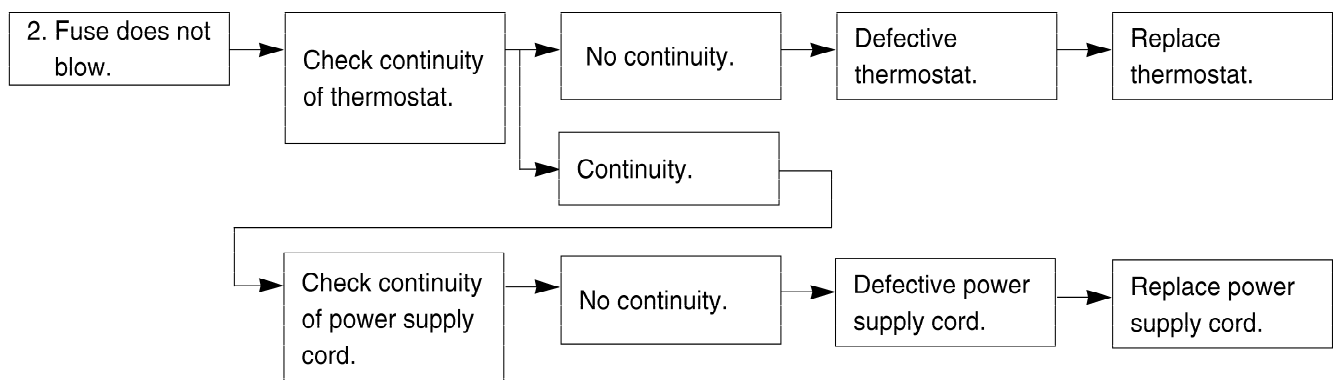 2. Fuse does not
blow.
Check continuity
of thermostat.
No continuity.
Defective
thermostat.
Replace
thermostat.
Continuity.
Check continuity
of power supply
cord.
No continuity.
Defective power
supply cord.
Replace power
supply cord.